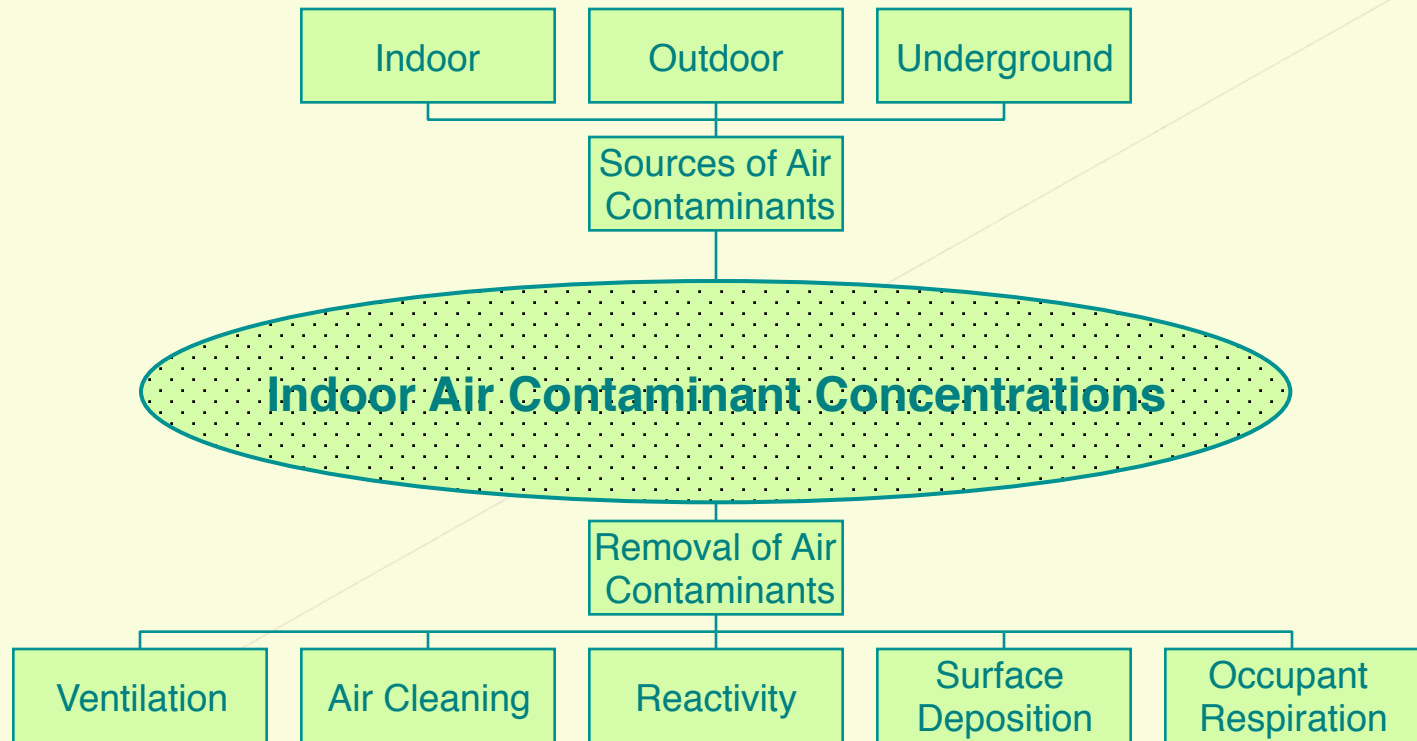 Indoor
Outdoor
Underground
Sources of Air
Contaminants
Indoor Air Contaminant Concentrations
Removal of Air
Contaminants
Ventilation
Air Cleaning
Reactivity
Surface
Deposition
Occupant
Respiration